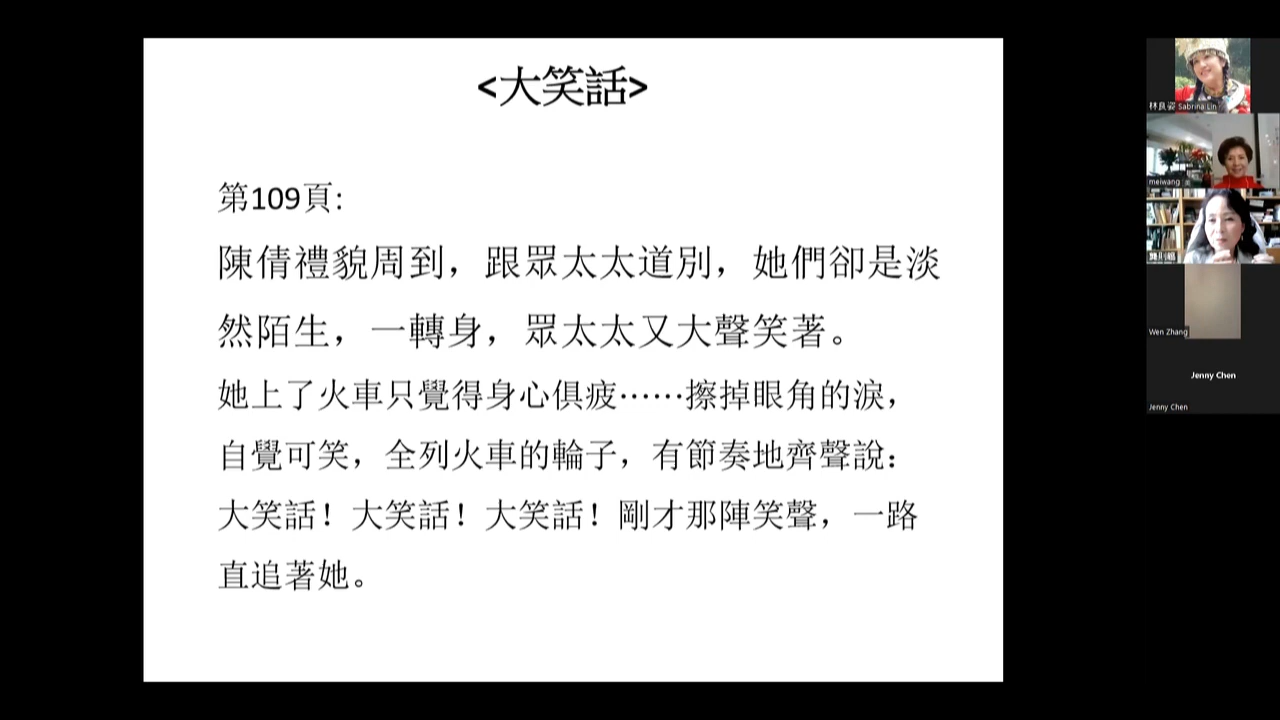 <大笑話>
第109頁:
陳倩禮貌周到，跟眾太太道別，她們卻是淡
然陌生，一轉身，眾太太又大聲笑著。
她上了火車只覺得身心俱疲……擦掉眼角的淚，
自覺可笑，全列火車的輪子，有節奏地齊聲說：
大笑話！大笑話！大笑話！剛才那陣笑聲，一路
直追著她。
林良姿 Sabrina Lin
meiwang
Wen Zhang
Jenny Chen
Jenny Chen